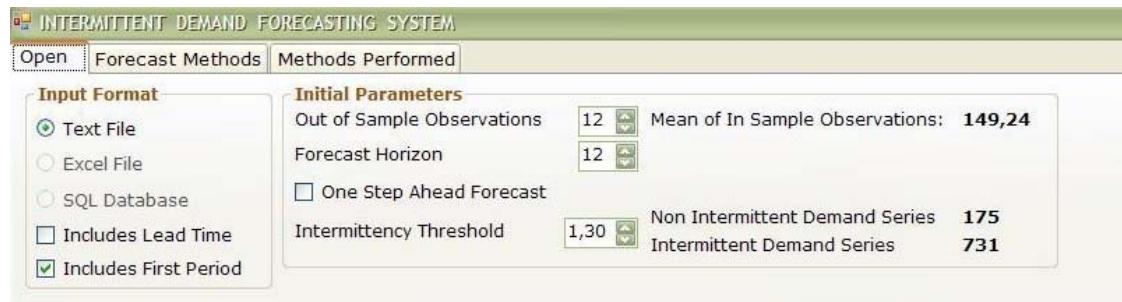 INTERMITTENT DEMAND FORECASTING SYSTEM
Open Forecast Methods Methods Performed
Input Format
Text File
Excel File
SQL Database
Includes Lead Time
Includes First Period
Initial Parameters
Out of Sample Observations 12 Mean of In Sample Observations: 149,24
Forecast Horizon 12
One Step Ahead Forecast
Intermittency Threshold 1,30
Non Intermittent Demand Series 175
Intermittent Demand Series 731